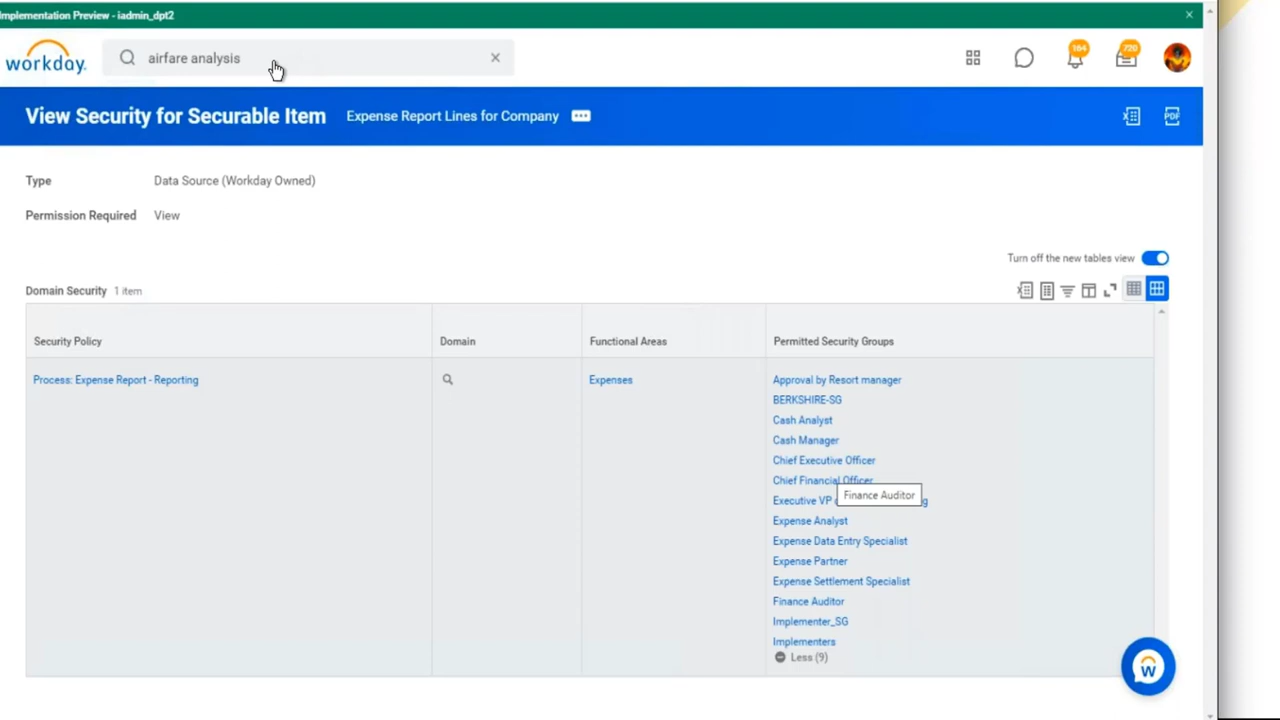 Implementation Preview - iadmin_dpt2
workday.
airfare analysis
164
720
View Security for Securable Item
Expense Report Lines for Company
PDF
Type
Data Source (Workday Owned)
Permission Required
View
Turn off the new tables view
Domain Security
1 item
Security Policy
Domain
Functional Areas
Permitted Security Groups
Process: Expense Report - Reporting
Expenses
Approval by Resort manager
BERKSHIRE-SG
Cash Analyst
Cash Manager
Chief Executive Officer
Chief Financial Officer
Finance Auditor
Executive VP
Expense Analyst
Expense Data Entry Specialist
Expense Partner
Expense Settlement Specialist
Finance Auditor
Implementer_SG
Implementers
Less (9)
W